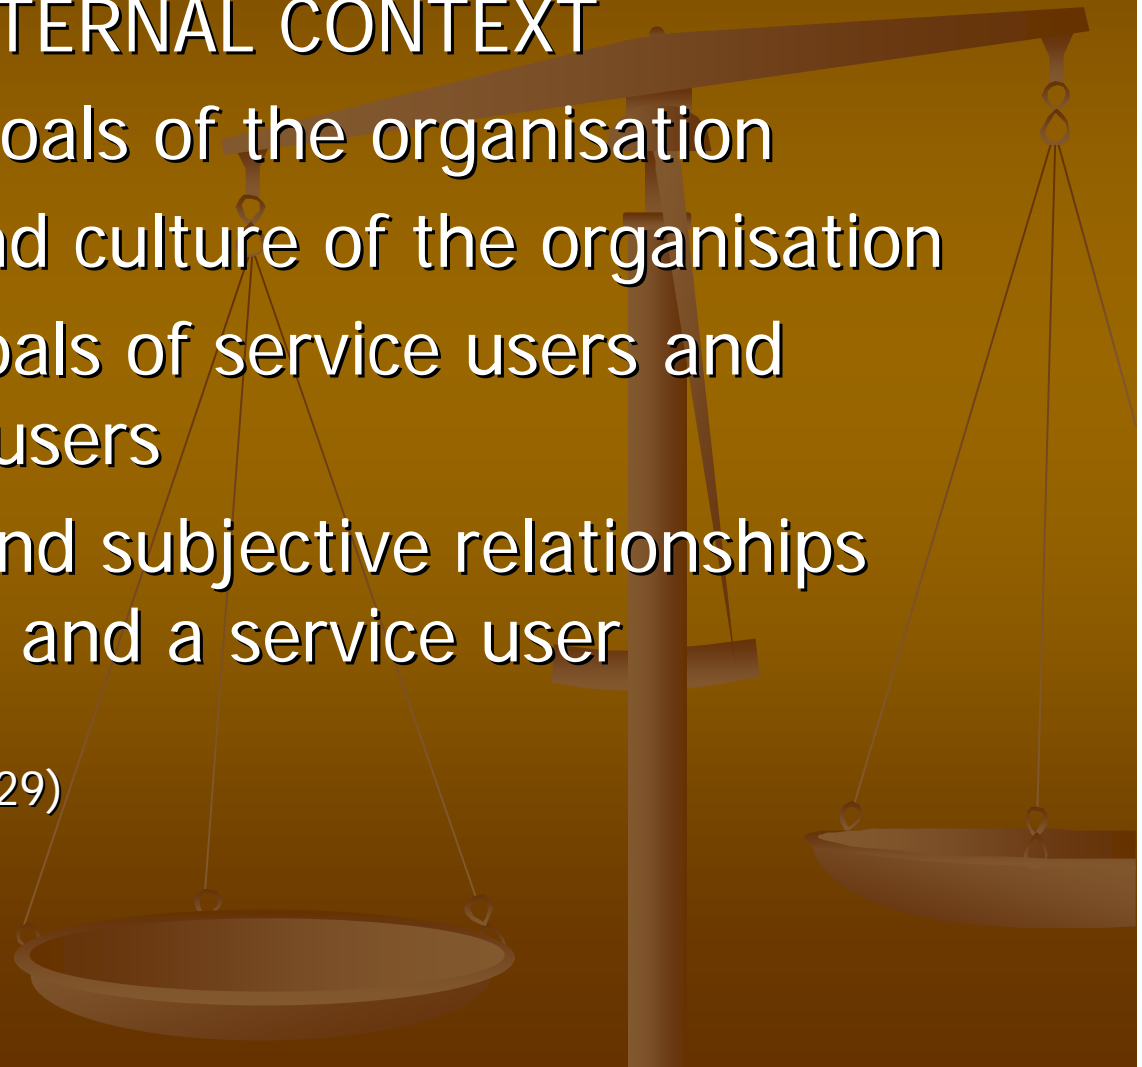 TERNAL CONTEXT
oals of the organisation
nd culture of the organisation
oals of service users and
users
nd subjective relationships
and a service user
29)